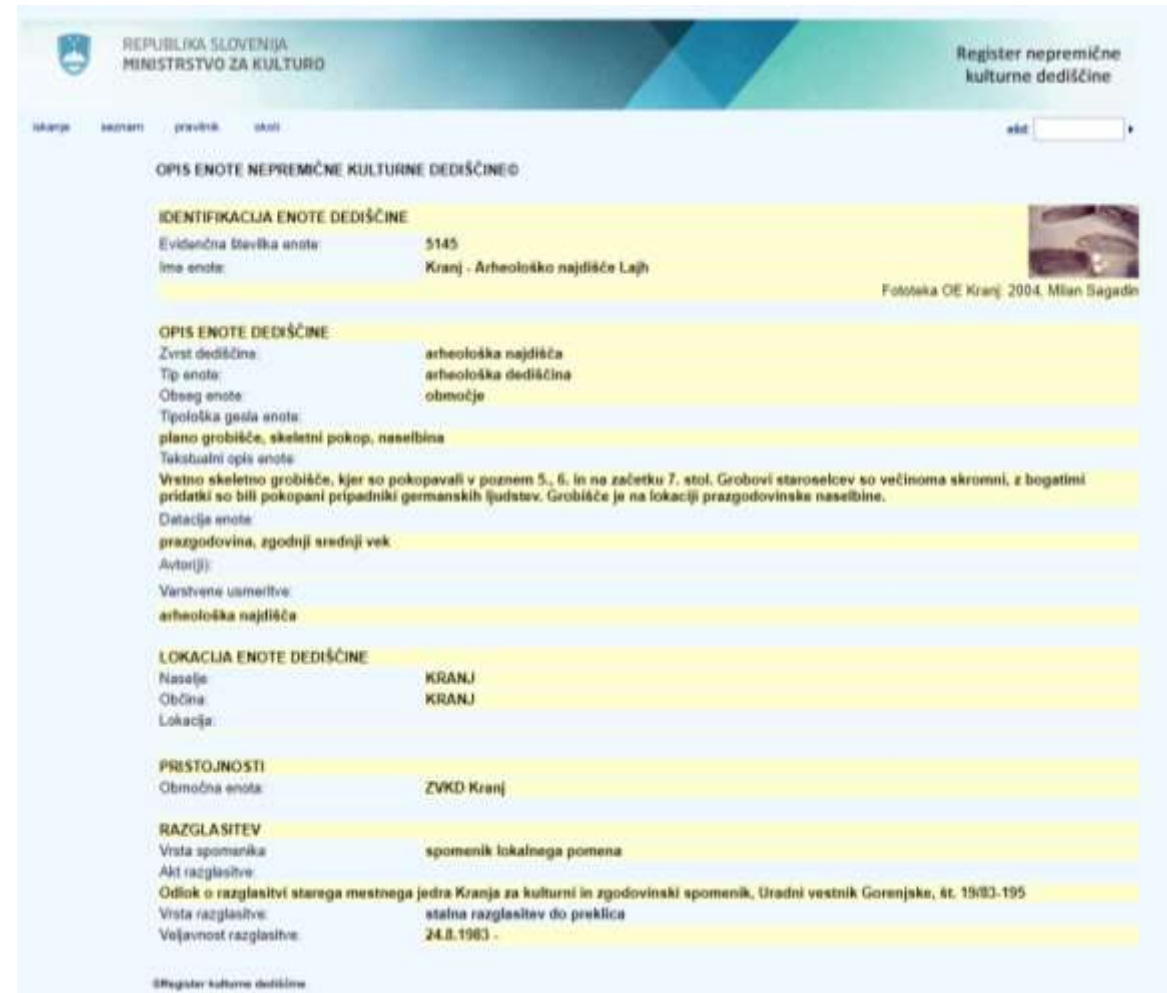 REPUBLIKA SLOVENIJA
MINISTRSTVO ZA KULTURO
Register nepremične
kulturne dediščine
iskanje seznam pravilnik okoli
ešd:
OPIS ENOTE NEPREMIČNE KULTURNE DEDIŠČINE©
IDENTIFIKACIJA ENOTE DEDIŠČINE
Evidenčna številka enote: 5145
Ime enote: Kranj - Arheološko najdišče Lajh
Fototeka OE Kranj: 2004, Milan Sagadin
OPIS ENOTE DEDIŠČINE
Zvrst dediščine: arheološka najdišča
Tip enote: arheološka dediščina
Obseg enote: območje
Tipološka gesla enote:
plano grobišče, skeletni pokop, naselbina
Tekstualni opis enote:
Vrstno skeletno grobišče, kjer so pokopavali v poznem 5., 6. in na začetku 7. stol. Grobovi staroselcev so večinoma skromni, z bogatimi
pridatki so bili pokopani pripadniki germanskih ljudstev. Grobišče je na lokaciji prazgodovinske naselbine.
Datacija enote:
prazgodovina, zgodnji srednji vek
Avtor(ji):
Varstvene usmeritve:
arheološka najdišča
LOKACIJA ENOTE DEDIŠČINE
Naselje: KRANJ
Občina: KRANJ
Lokacija:
PRISTOJNOSTI
Območna enota: ZVKD Kranj
RAZGLASITEV
Vrsta spomenika spomenik lokalnega pomena
Akt razglasitve:
Odlok o razglasitvi starega mestnega jedra Kranja za kulturni in zgodovinski spomenik, Uradni vestnik Gorenjske, št. 19/83-195
Vrsta razglasitve: stalna razglasitev do preklica
Veljavnost razglasitve: 24.8.1983 -
©Register kulturne dediščine